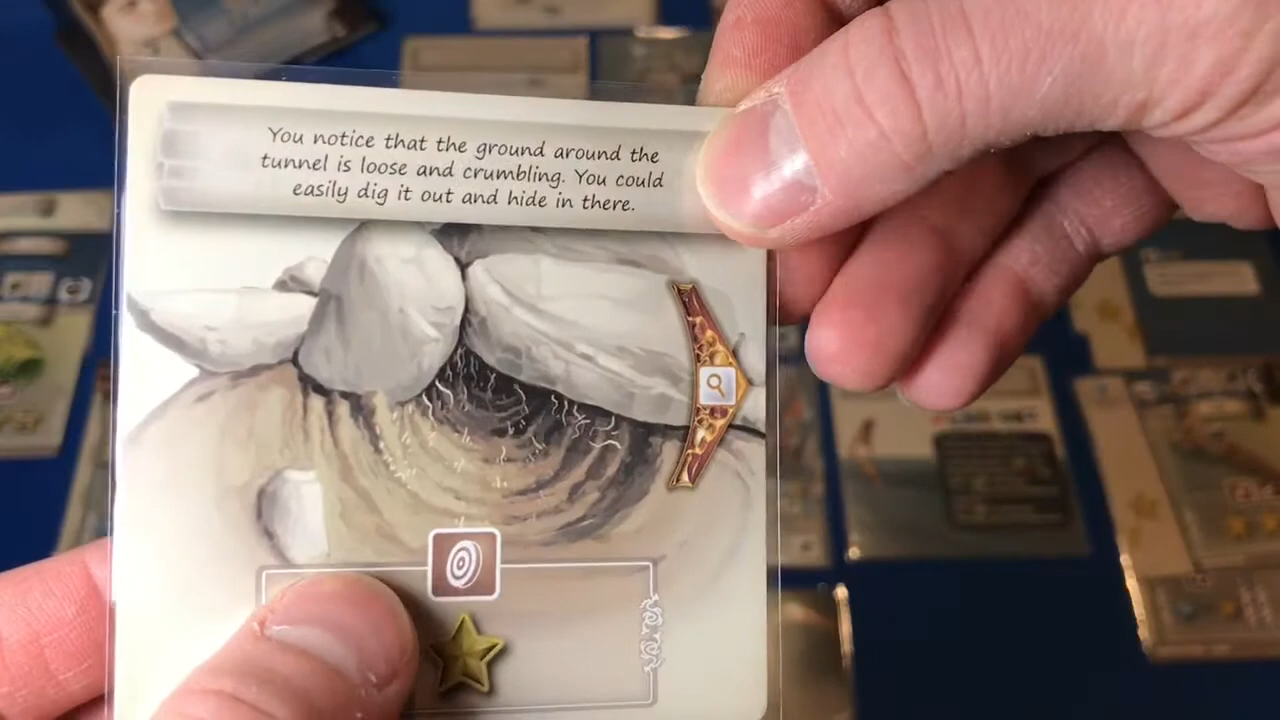 You notice that the ground around the
tunnel is loose and crumbling. You could
easily dig it out and hide in there.